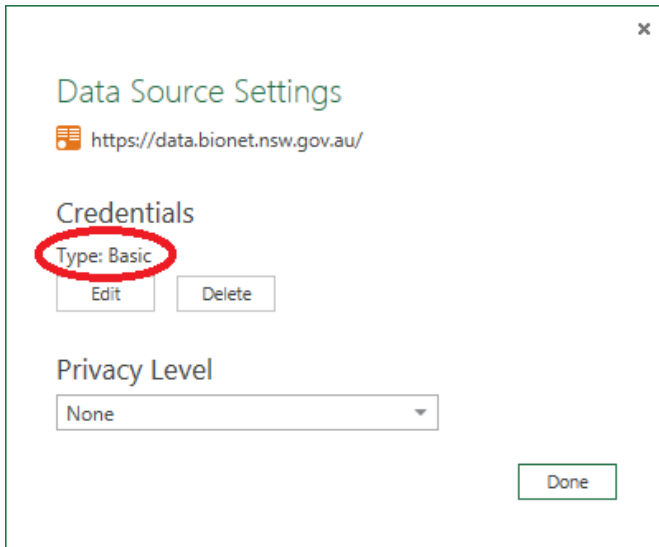 Data Source Settings
https://data.bionet.nsw.gov.au/
Credentials
Type: Basic
Edit Delete
Privacy Level
None
Done